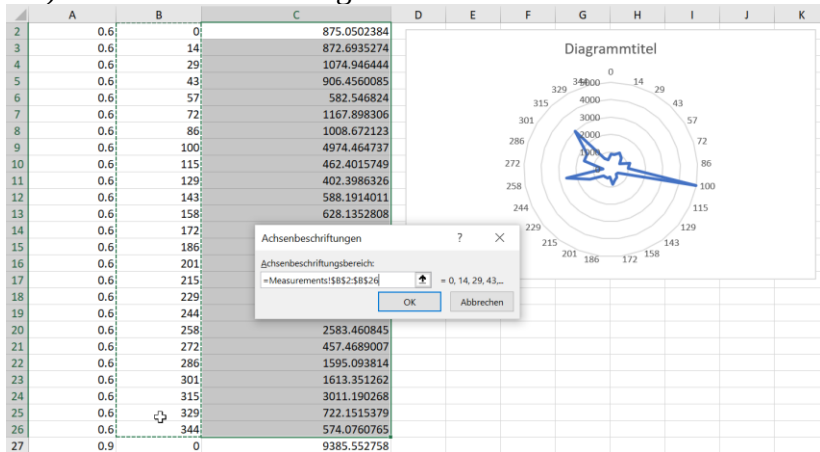 A B C D E F G H I J K
2 0.6 0 875.0502384
3 0.6 14 872.6935274
4 0.6 29 1074.946444
5 0.6 43 906.4560085
6 0.6 57 582.546824
7 0.6 72 1167.898306
8 0.6 86 1008.672123
9 0.6 100 4974.464737
10 0.6 115 462.4015749
11 0.6 129 402.3986326
12 0.6 143 588.1914011
13 0.6 158 628.1352808
14 0.6 172
15 0.6 186
16 0.6 201
17 0.6 215
18 0.6 229
19 0.6 244
20 0.6 258 2583.460845
21 0.6 272 457.4689007
22 0.6 286 1595.093814
23 0.6 301 1613.351262
24 0.6 315 3011.190268
25 0.6 329 722.1515379
26 0.6 344 574.0760765
27 0.9 0 9385.552758
Diagrammtitel
0
14
29
43
57
72
86
100
115
129
143
158
172
186
201
215
229
244
258
272
286
301
315
329
344
5000
4000
3000
2000
1000
0
Achsenbeschriftungen ? ×
Achsenbeschriftungsbereich:
=Measurements!$B$2:$B$26 = 0, 14, 29, 43,...
OK Abbrechen